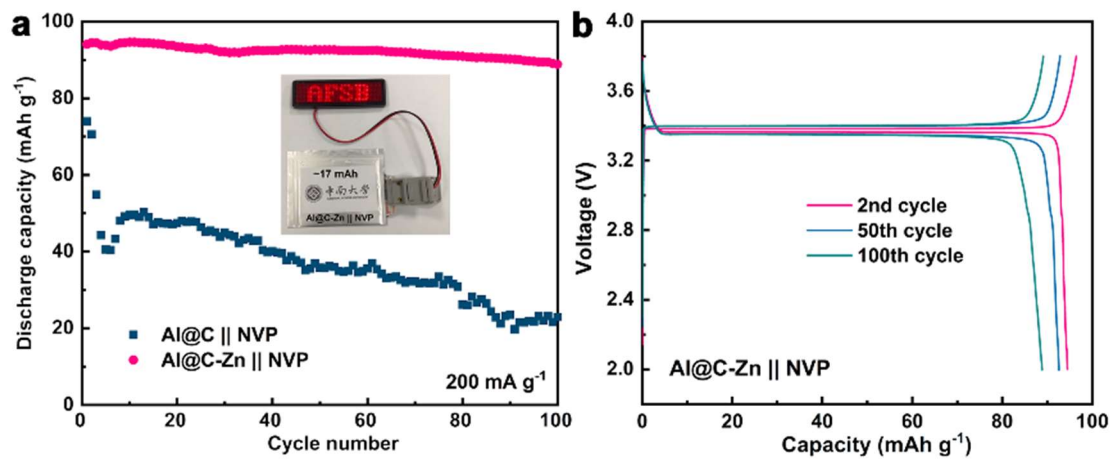 a
100
80
60
40
20
0
Discharge capacity (mAh g⁻¹)
AFSB
~17 mAh
中南大学
Al@C-Zn || NVP
Al@C || NVP
Al@C-Zn || NVP
200 mA g⁻¹
0 20 40 60 80 100
Cycle number
b
4.0
3.6
3.2
2.8
2.4
2.0
Voltage (V)
2nd cycle
50th cycle
100th cycle
Al@C-Zn || NVP
0 20 40 60 80 100
Capacity (mAh g⁻¹)